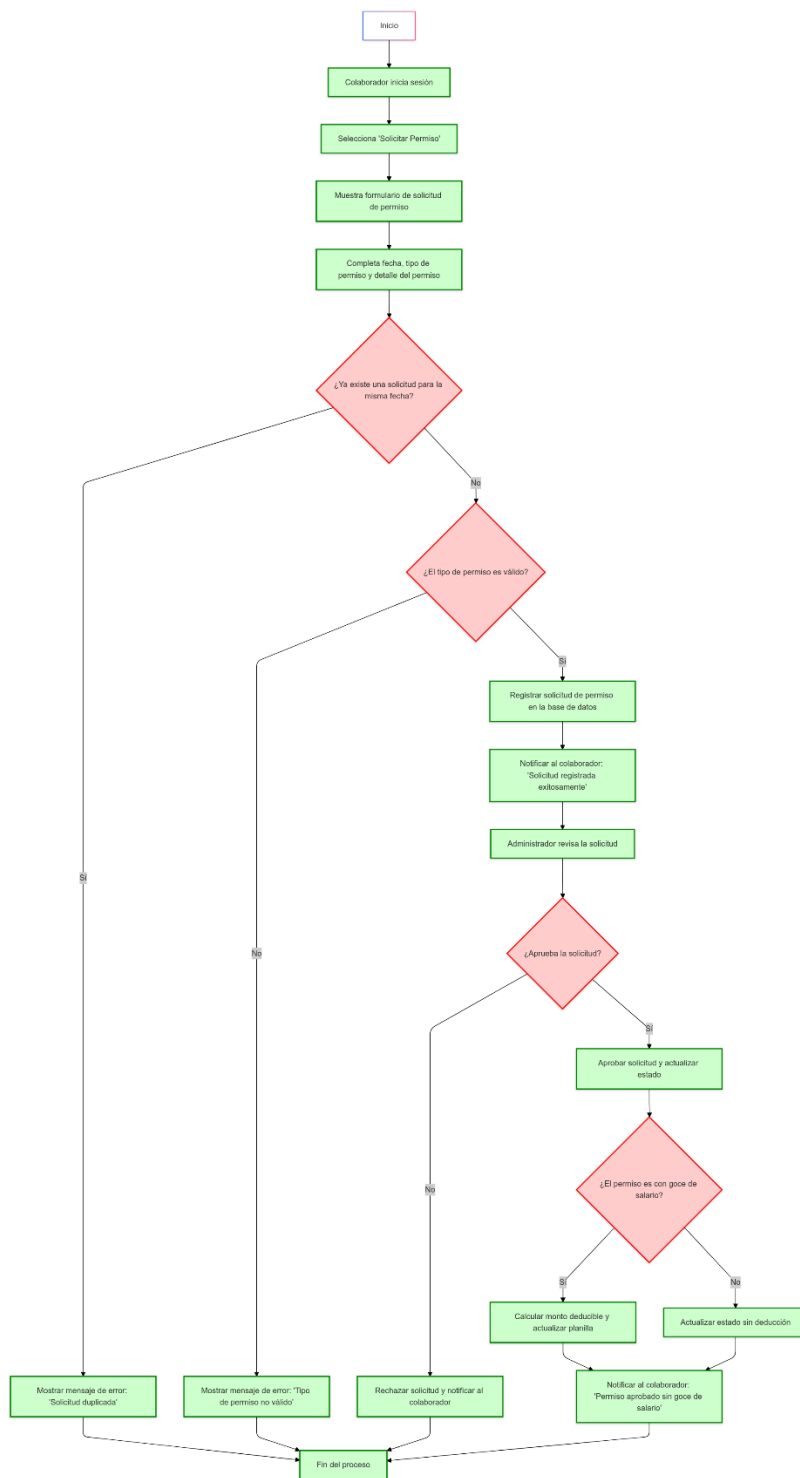 Inicio
Colaborador inicia sesión
Selecciona 'Solicitar Permiso'
Muestra formulario de solicitud
de permiso
Completa fecha, tipo de
permiso y detalle del permiso
¿Ya existe una solicitud para la
misma fecha?
No
¿El tipo de permiso es válido?
Sí
Registrar solicitud de permiso
en la base de datos
Notificar al colaborador:
'Solicitud registrada
exitosamente'
Administrador revisa la solicitud
Sí
No
¿Aprueba la solicitud?
Sí
Aprobar solicitud y actualizar
estado
No
¿El permiso es con goce de
salario?
Sí
No
Calcular monto deducible y
actualizar planilla
Actualizar estado sin deducción
Mostrar mensaje de error:
'Solicitud duplicada'
Mostrar mensaje de error: 'Tipo
de permiso no válido'
Rechazar solicitud y notificar al
colaborador
Notificar al colaborador:
'Permiso aprobado sin goce de
salario'
Fin del proceso